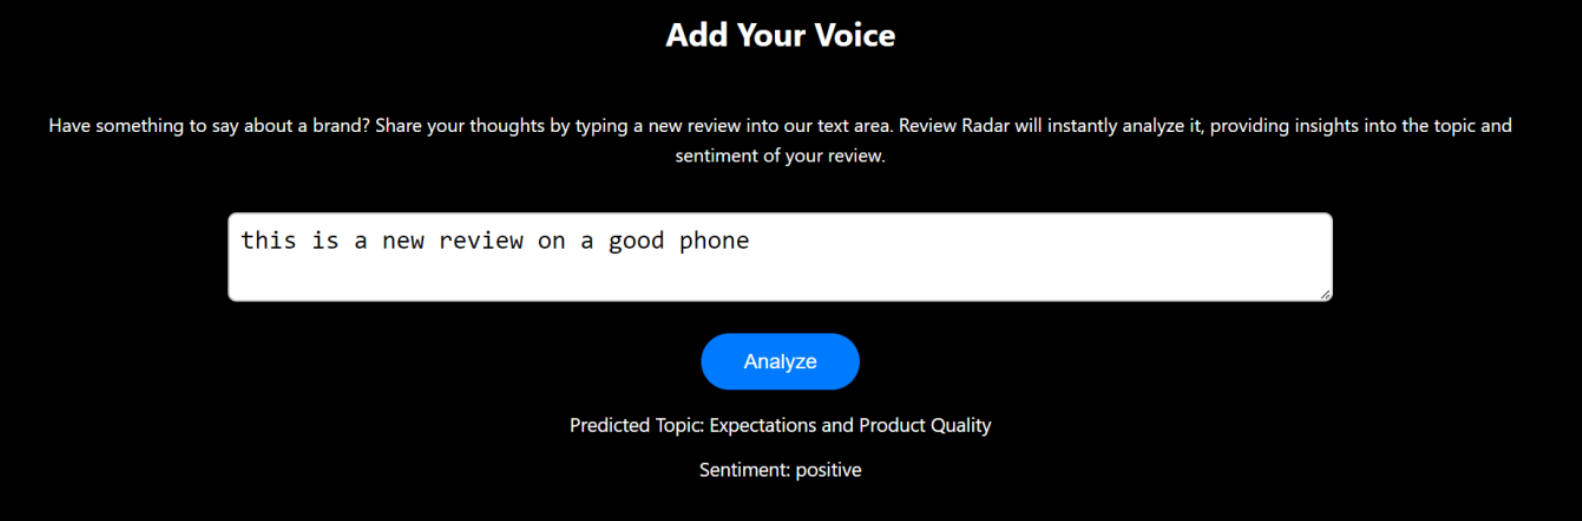 Add Your Voice
Have something to say about a brand? Share your thoughts by typing a new review into our text area. Review Radar will instantly analyze it, providing insights into the topic and
sentiment of your review.
this is a new review on a good phone
Analyze
Predicted Topic: Expectations and Product Quality
Sentiment: positive